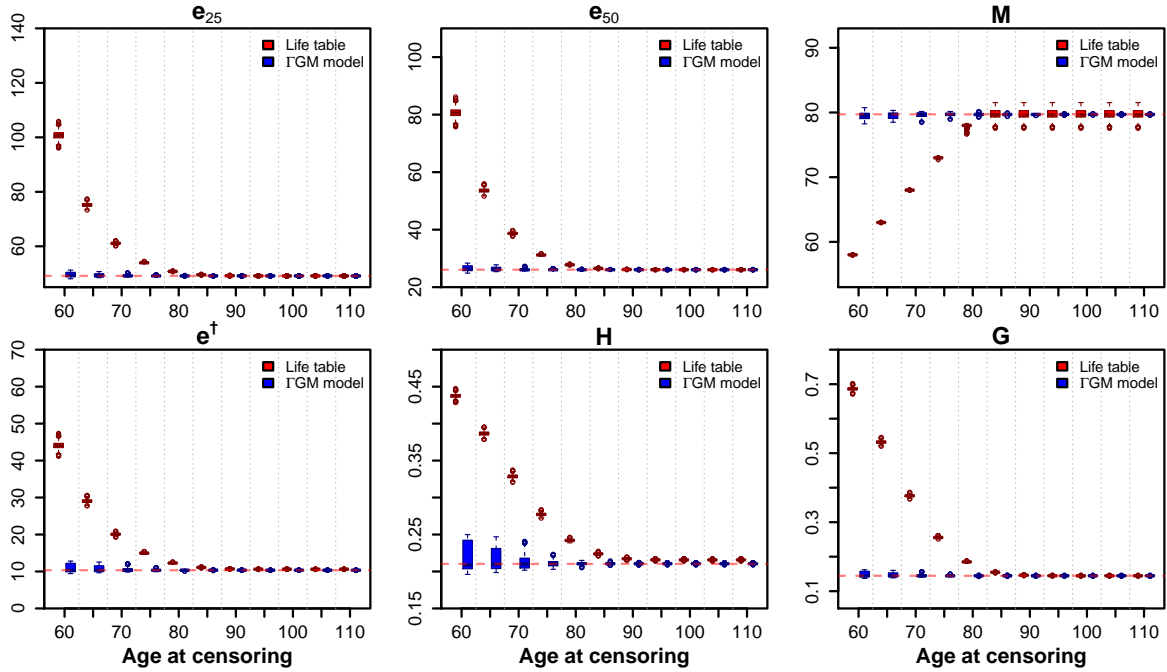 e25
140
120
100
80
60
Life table
ΓGM model
60 70 80 90 100 110
e50
100
80
60
40
20
Life table
ΓGM model
60 70 80 90 100 110
M
90
80
70
60
Life table
ΓGM model
60 70 80 90 100 110
e†
70
60
50
40
30
20
10
0
Life table
ΓGM model
60 70 80 90 100 110
Age at censoring
H
0.45
0.35
0.25
0.15
Life table
ΓGM model
60 70 80 90 100 110
Age at censoring
G
0.7
0.5
0.3
0.1
Life table
ΓGM model
60 70 80 90 100 110
Age at censoring